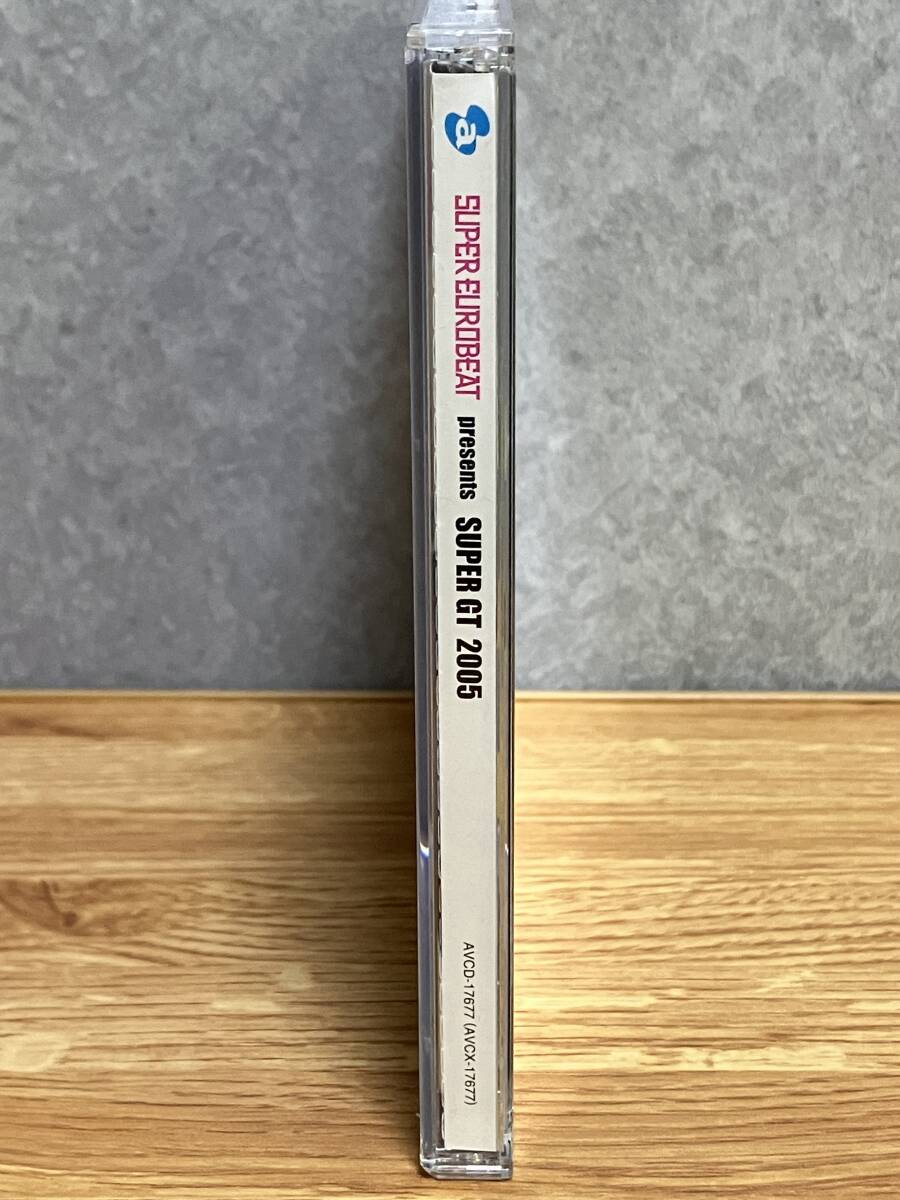 a
SUPER EUROBEAT presents SUPER GT 2005
AVCD-17677 (AVCX-17677)